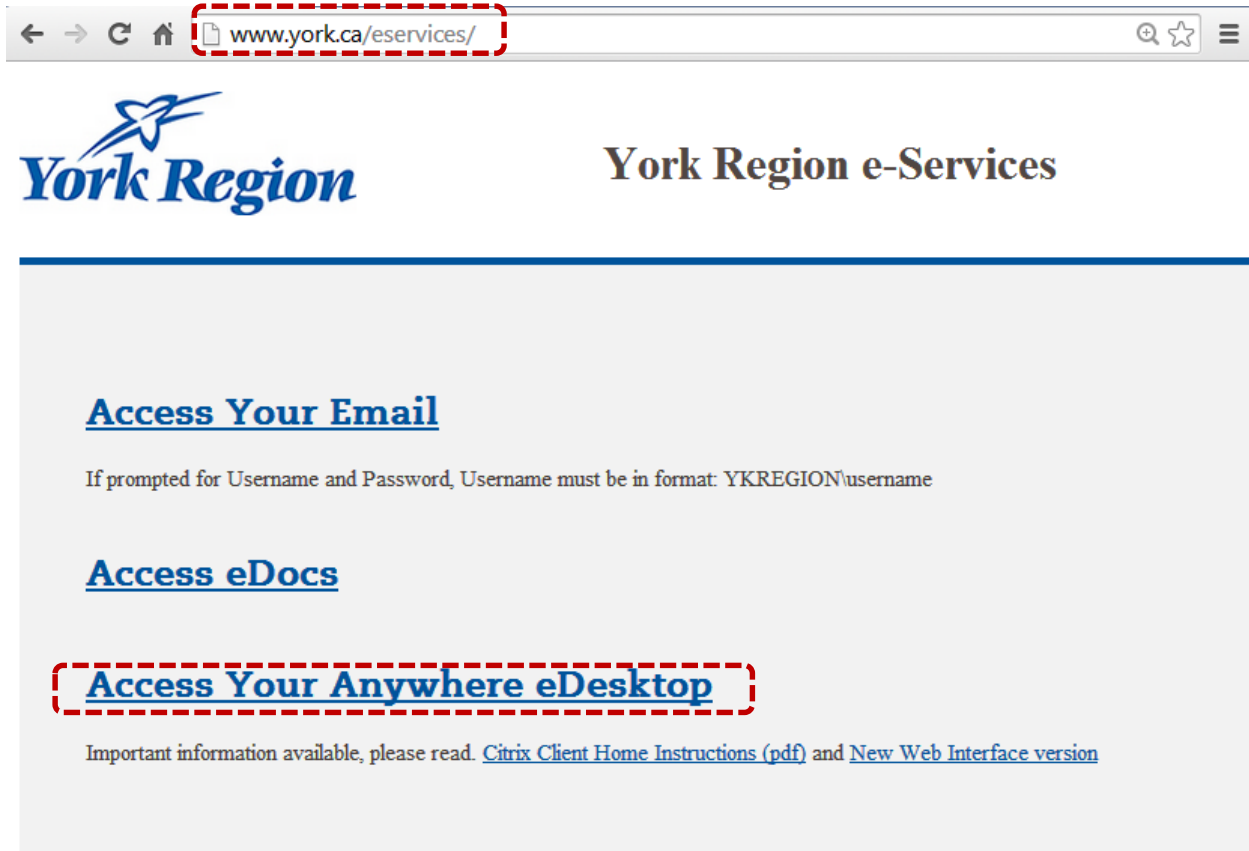 www.york.ca/eservices/
York Region
York Region e-Services
Access Your Email
If prompted for Username and Password, Username must be in format: YKREGION\username
Access eDocs
Access Your Anywhere eDesktop
Important information available, please read. Citrix Client Home Instructions (pdf) and New Web Interface version